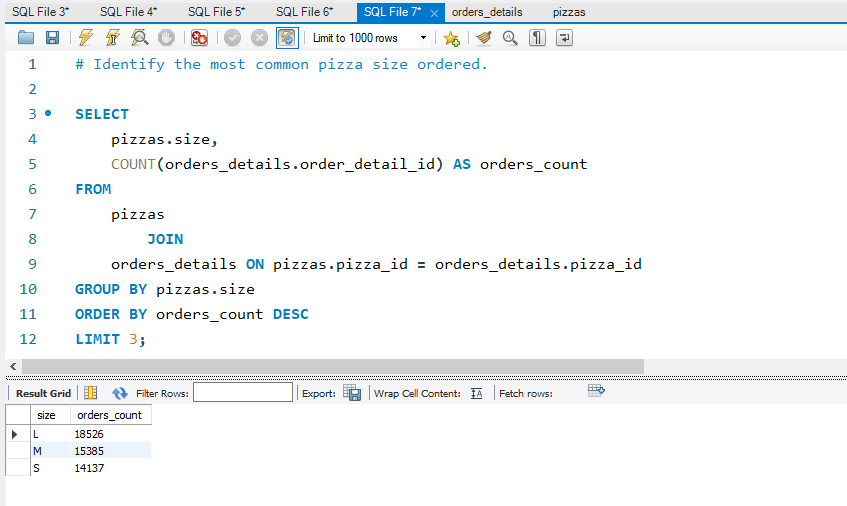 SQL File 3* SQL File 4* SQL File 5* SQL File 6* SQL File 7* orders_details pizzas
Limit to 1000 rows
1 # Identify the most common pizza size ordered.
2
3 SELECT
4 pizzas.size,
5 COUNT(orders_details.order_detail_id) AS orders_count
6 FROM
7 pizzas
8 JOIN
9 orders_details ON pizzas.pizza_id = orders_details.pizza_id
10 GROUP BY pizzas.size
11 ORDER BY orders_count DESC
12 LIMIT 3;
Result Grid Filter Rows: Export: Wrap Cell Content: Fetch rows:
size orders_count
L 18526
M 15385
S 14137